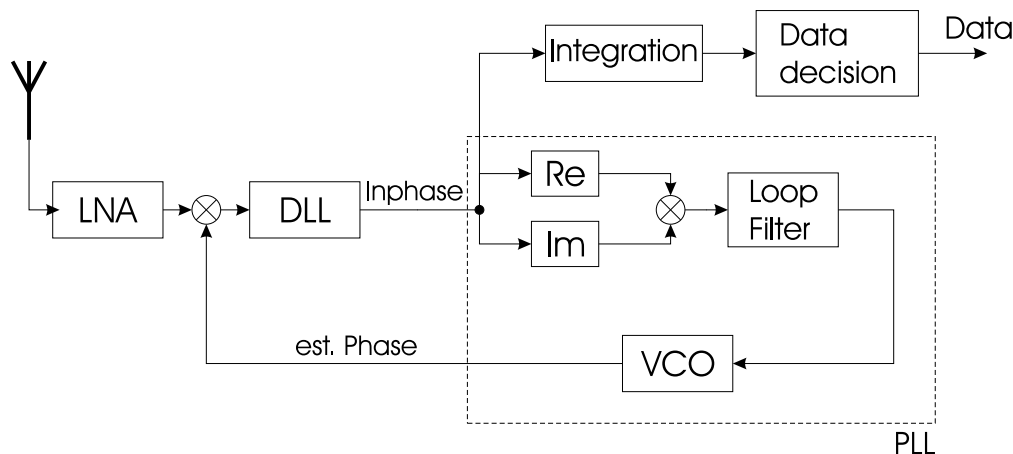 Data
Integration
Data
decision
Re
Inphase
LNA
DLL
Loop
Filter
Im
est. Phase
VCO
PLL